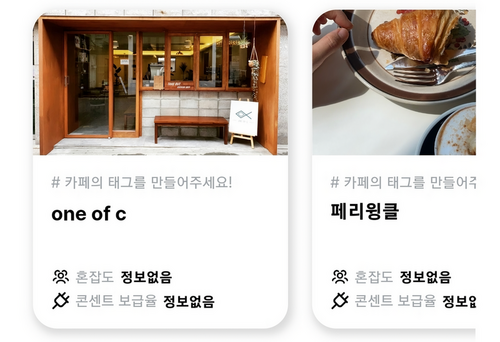 # 카페의 태그를 만들어주세요!
one of c
혼잡도 정보없음
콘센트 보급율 정보없음
# 카페의 태그를 만들어주
페리윙클
혼잡도 정보없음
콘센트 보급율 정보없